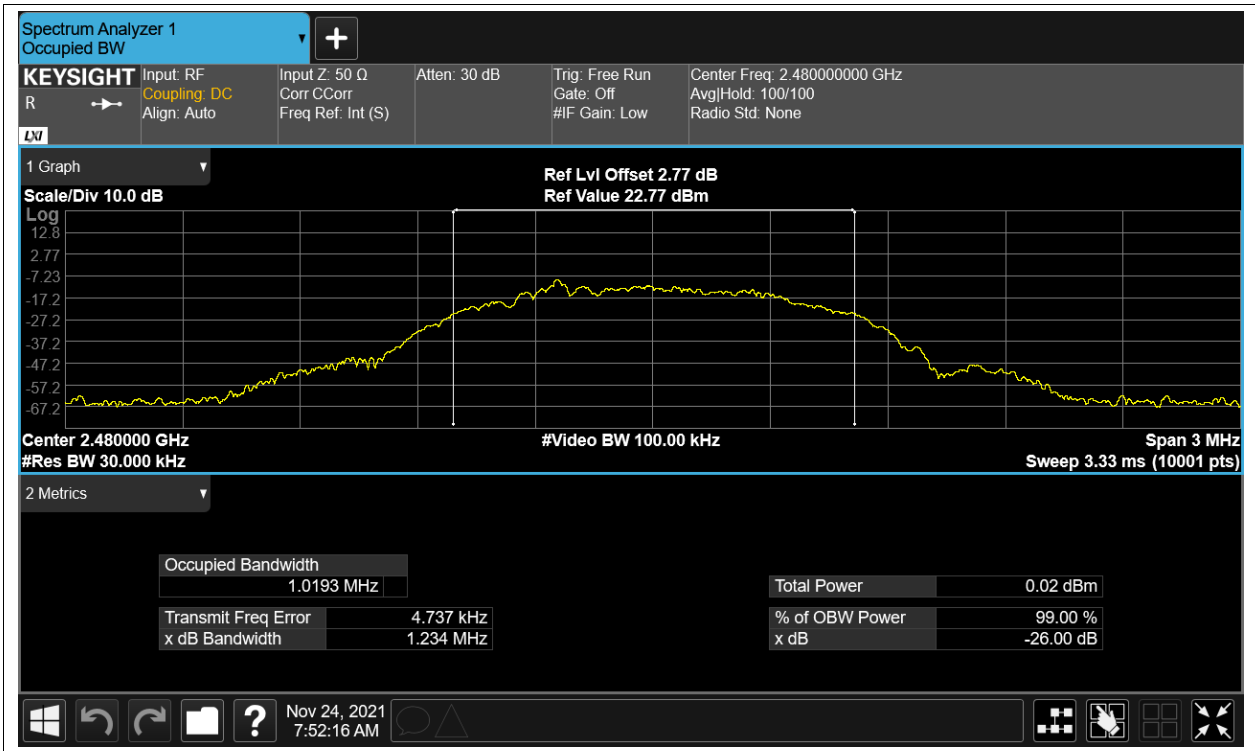 Spectrum Analyzer 1
Occupied BW
KEYSIGHT
R
LXI
Input: RF
Coupling: DC
Align: Auto
Input Z: 50 Ω
Corr CCorr
Freq Ref: Int (S)
Atten: 30 dB
Trig: Free Run
Gate: Off
#IF Gain: Low
Center Freq: 2.480000000 GHz
Avg|Hold: 100/100
Radio Std: None
1 Graph
Scale/Div 10.0 dB
Ref Lvl Offset 2.77 dB
Ref Value 22.77 dBm
Log
12.8
2.77
-7.23
-17.2
-27.2
-37.2
-47.2
-57.2
-67.2
Center 2.480000 GHz
#Res BW 30.000 kHz
#Video BW 100.00 kHz
Span 3 MHz
Sweep 3.33 ms (10001 pts)
2 Metrics
Occupied Bandwidth
1.0193 MHz
Transmit Freq Error 4.737 kHz
x dB Bandwidth 1.234 MHz
Total Power 0.02 dBm
% of OBW Power 99.00 %
x dB -26.00 dB
?
Nov 24, 2021
7:52:16 AM